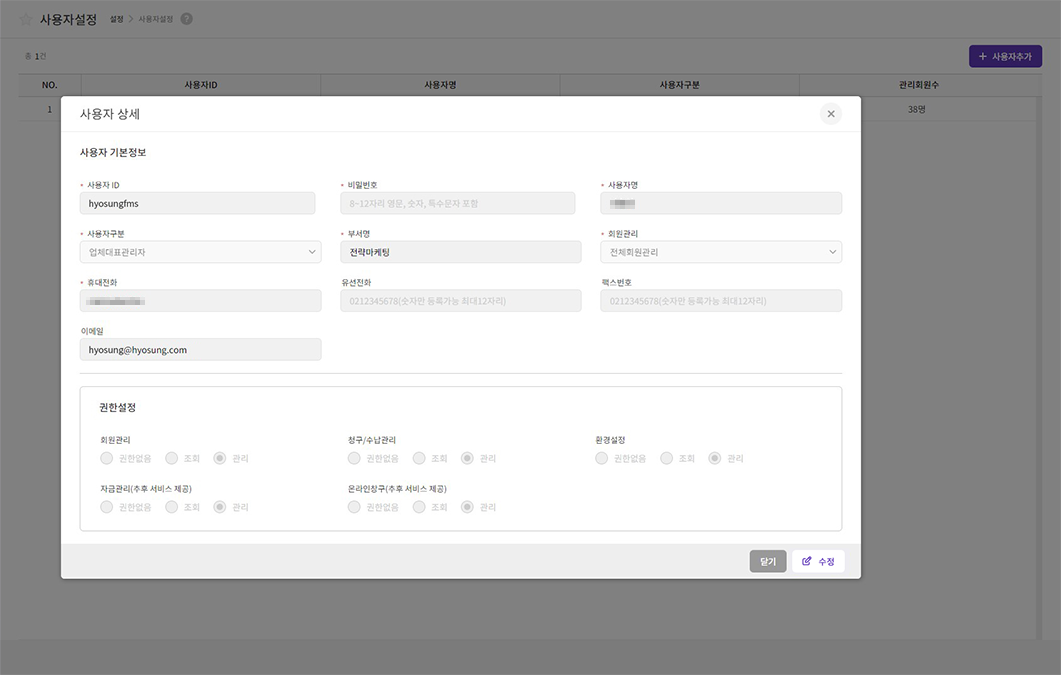 사용자설정 설정 > 사용자설정 ?
총 1건
+ 사용자추가
NO. 사용자ID 사용자명 사용자구분 관리회원수
1 38명
사용자 상세
사용자 기본정보
• 사용자 ID • 비밀번호 • 사용자명
hyosungfms 8~12자리 영문, 숫자, 특수문자 포함
• 사용자구분 • 부서명 • 회원관리
업체대표관리자 전략마케팅 전체회원관리
• 휴대전화 유선전화 팩스번호
0212345678(숫자만 등록가능 최대12자리) 0212345678(숫자만 등록가능 최대12자리)
이메일
hyosung@hyosung.com
권한설정
회원관리 청구/수납관리 환경설정
권한없음 조회 관리 권한없음 조회 관리 권한없음 조회 관리
자금관리(추후 서비스 제공) 온라인창구(추후 서비스 제공)
권한없음 조회 관리 권한없음 조회 관리
닫기 수정